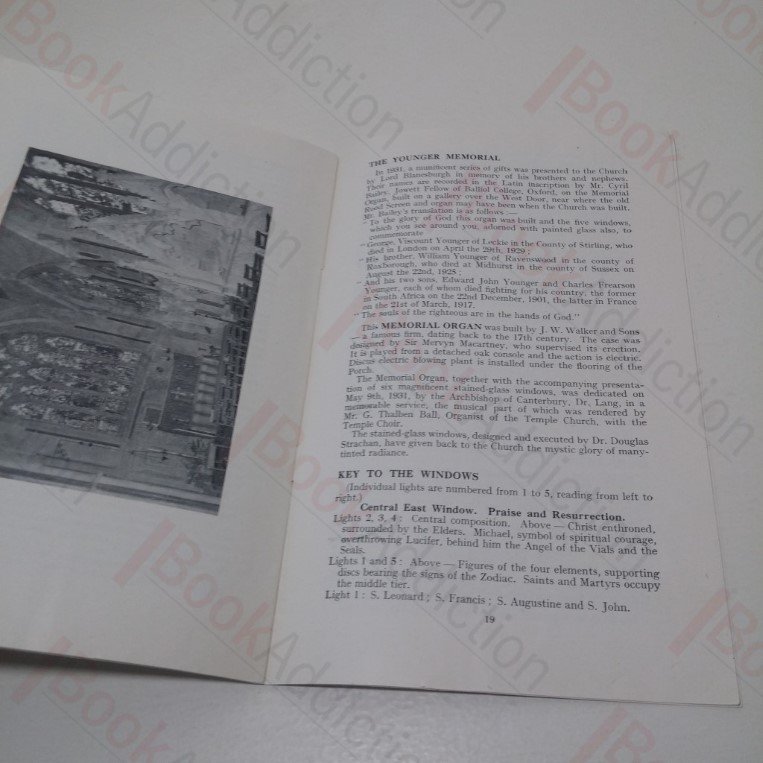 THE YOUNGER MEMORIAL
In 1931, a munificent series of gifts was presented to the Church
by Lord Blanesburgh in memory of his brothers and nephews.
Their names are recorded in the Latin inscription by Mr. Cyril
Bailey, Jowett Fellow of Balliol College, Oxford, on the Memorial
Organ, built on a gallery over the West Door, near where the old
Rood Screen and organ may have been when the Church was built.
Mr. Bailey's translation is as follows :—
"To the glory of God this organ was built and the five windows,
which you see around you, adorned with painted glass also, to
commemorate
"George, Viscount Younger of Leckie in the County of Stirling, who
died in London on April the 29th, 1929 ;
"His brother, William Younger of Ravenswood in the county of
Roxborough, who died at Midhurst in the county of Sussex on
August the 22nd, 1925 ;
"And his two sons, Edward John Younger and Charles Frearson
Younger, each of whom died fighting for his country, the former
in South Africa on the 22nd December, 1901, the latter in France
on the 21st of March, 1917.
"The souls of the righteous are in the hands of God."
This MEMORIAL ORGAN was built by J. W. Walker and Sons
— a famous firm, dating back to the 17th century. The case was
designed by Sir Mervyn Macartney, who supervised its erection.
It is played from a detached oak console and the action is electric.
Discus electric blowing plant is installed under the flooring of the
Porch.
The Memorial Organ, together with the accompanying presenta-
tion of six magnificent stained-glass windows, was dedicated on
May 9th, 1931, by the Archbishop of Canterbury, Dr. Lang, in a
memorable service; the musical part of which was rendered by
Mr. G. Thalben Ball, Organist of the Temple Church, with the
Temple Choir.
The stained-glass windows, designed and executed by Dr. Douglas
Strachan, have given back to the Church the mystic glory of many-
tinted radiance.
KEY TO THE WINDOWS
(Individual lights are numbered from 1 to 5, reading from left to
right.)
Central East Window. Praise and Resurrection.
Lights 2, 3, 4 : Central composition. Above — Christ enthroned,
surrounded by the Elders. Michael, symbol of spiritual courage,
overthrowing Lucifer, behind him the Angel of the Vials and the
Seals.
Lights 1 and 5 : Above — Figures of the four elements, supporting
discs bearing the signs of the Zodiac. Saints and Martyrs occupy
the middle tier.
Light 1 : S. Leonard ; S. Francis ; S. Augustine and S. John.
19
BookAddiction